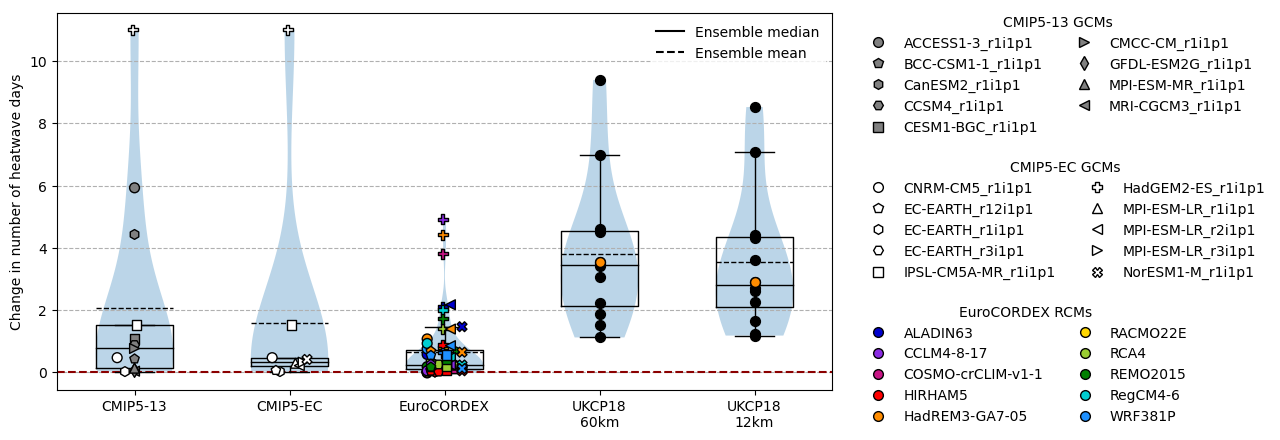 Change in number of heatwave days
10
8
6
4
2
0
Ensemble median
Ensemble mean
CMIP5-13
CMIP5-EC
EuroCORDEX
UKCP18
60km
UKCP18
12km
CMIP5-13 GCMs
ACCESS1-3_r1i1p1
BCC-CSM1-1_r1i1p1
CanESM2_r1i1p1
CCSM4_r1i1p1
CESM1-BGC_r1i1p1
CMCC-CM_r1i1p1
GFDL-ESM2G_r1i1p1
MPI-ESM-MR_r1i1p1
MRI-CGCM3_r1i1p1
CMIP5-EC GCMs
CNRM-CM5_r1i1p1
EC-EARTH_r12i1p1
EC-EARTH_r1i1p1
EC-EARTH_r3i1p1
IPSL-CM5A-MR_r1i1p1
HadGEM2-ES_r1i1p1
MPI-ESM-LR_r1i1p1
MPI-ESM-LR_r2i1p1
MPI-ESM-LR_r3i1p1
NorESM1-M_r1i1p1
EuroCORDEX RCMs
ALADIN63
CCLM4-8-17
COSMO-crCLIM-v1-1
HIRHAM5
HadREM3-GA7-05
RACMO22E
RCA4
REMO2015
RegCM4-6
WRF381P